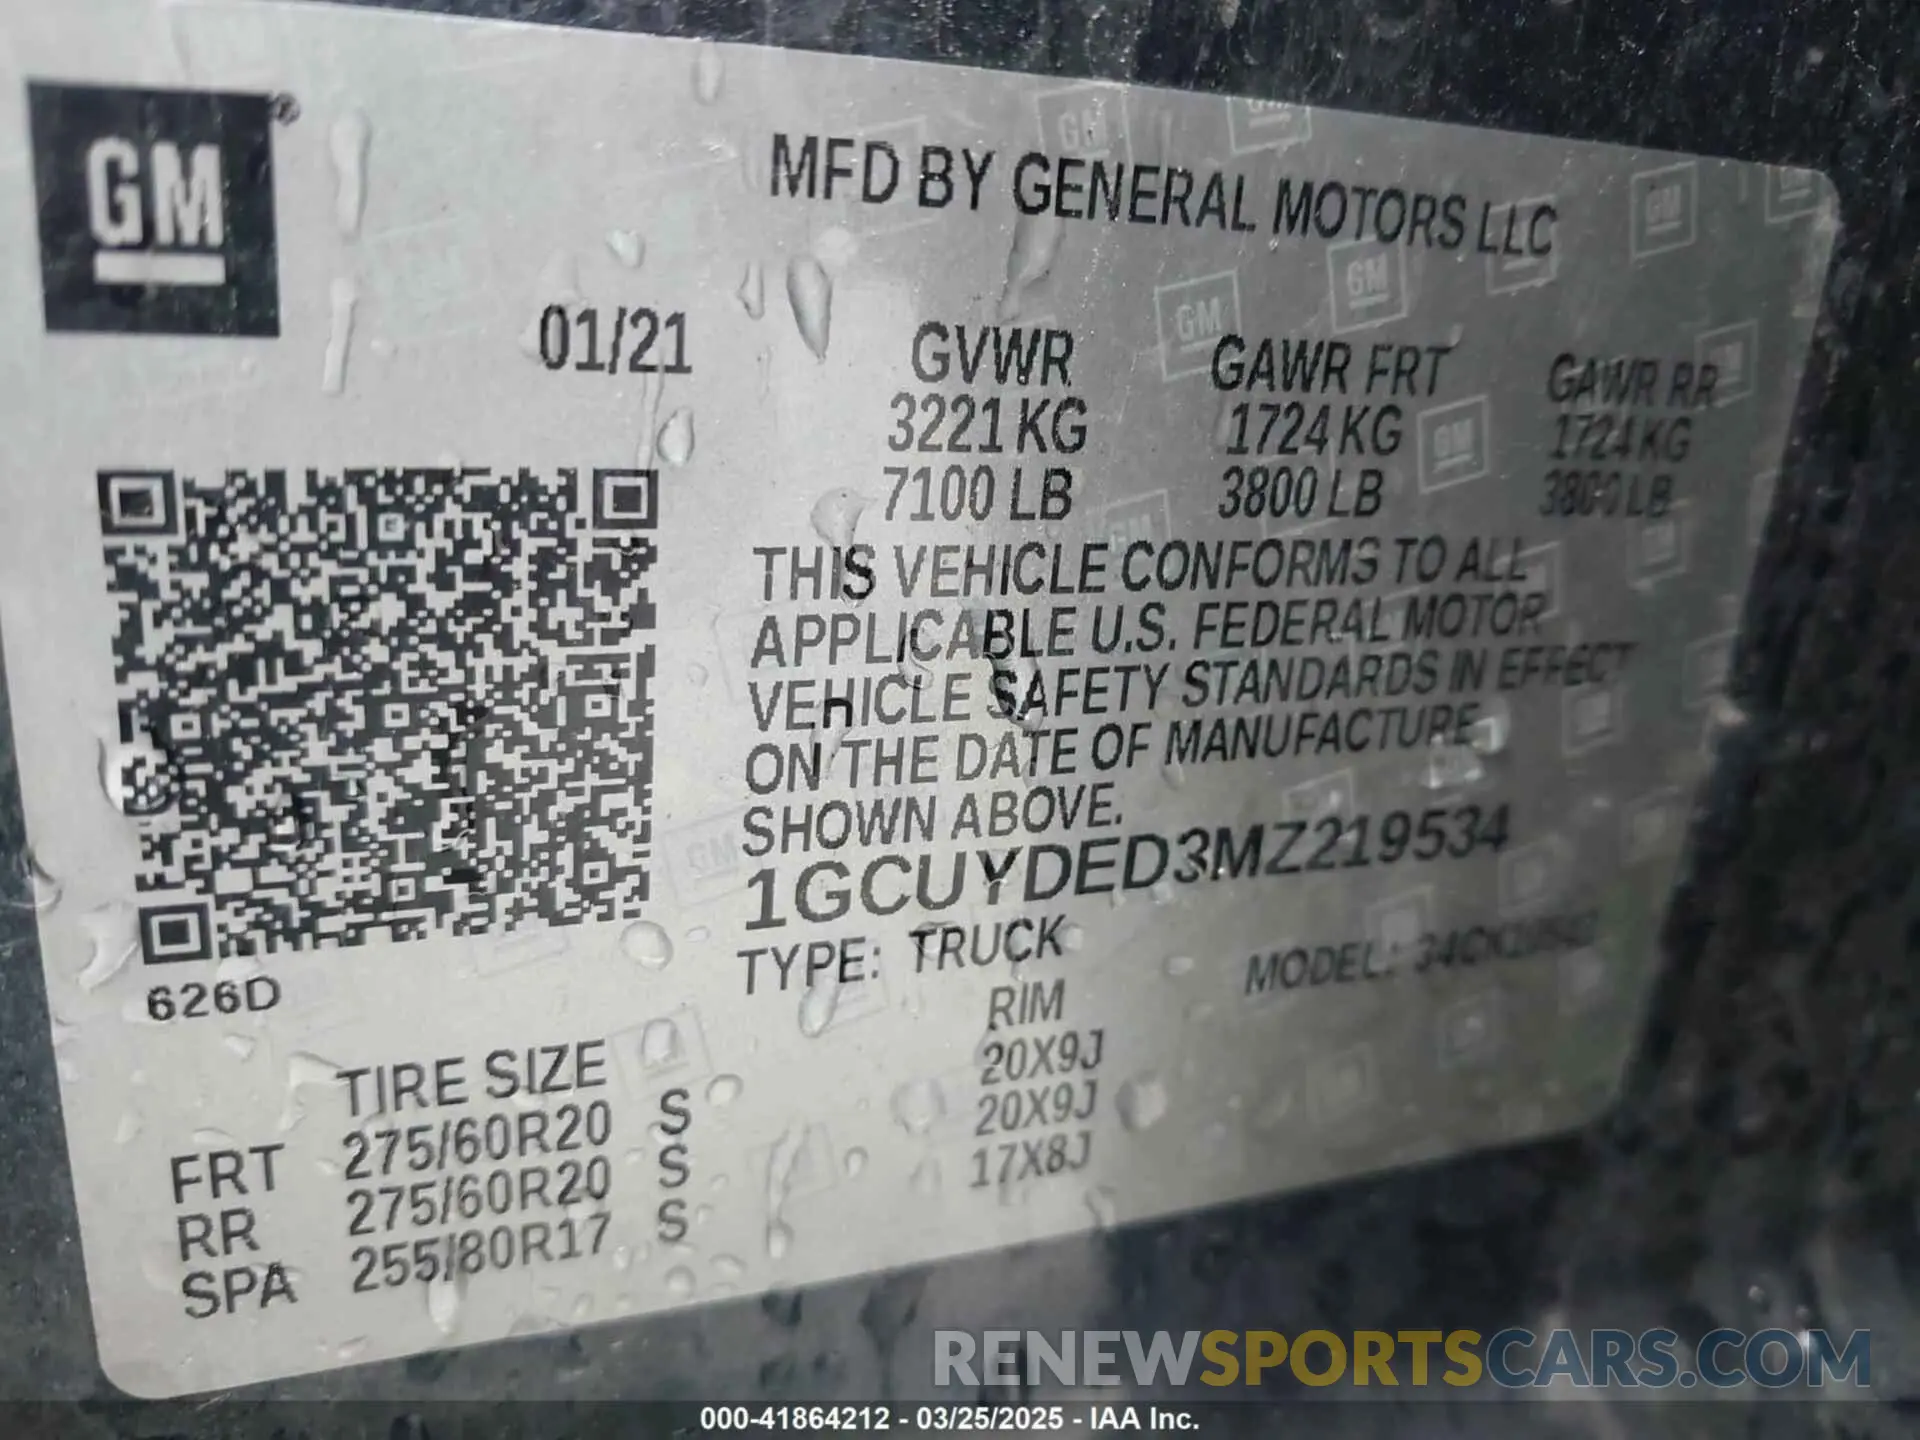 GM ®
MFD BY GENERAL MOTORS LLC
01/21
GVWR GAWR FRT GAWR RR
3221 KG 1724 KG 1724 KG
7100 LB 3800 LB 3800 LB
THIS VEHICLE CONFORMS TO ALL
APPLICABLE U.S. FEDERAL MOTOR
VEHICLE SAFETY STANDARDS IN EFFECT
ON THE DATE OF MANUFACTURE
SHOWN ABOVE.
1GCUYDED3MZ219534
TYPE: TRUCK MODEL:
626D
TIRE SIZE RIM
FRT 275/60R20 S 20X9J
RR 275/60R20 S 20X9J
SPA 255/80R17 S 17X8J
RENEWSPORTSCARS.COM
000-41864212 - 03/25/2025 - IAA Inc.